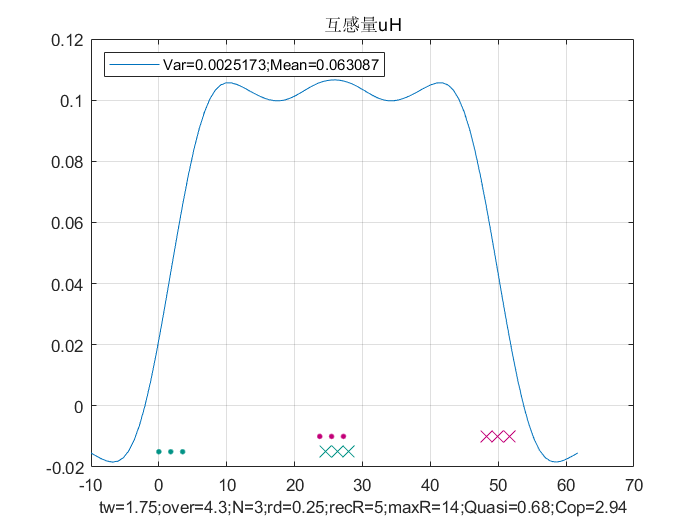 互感量uH
0.12
Var=0.0025173;Mean=0.063087
0.1
0.08
0.06
0.04
0.02
0
-0.02
-10 0 10 20 30 40 50 60 70
tw=1.75;over=4.3;N=3;rd=0.25;recR=5;maxR=14;Quasi=0.68;Cop=2.94